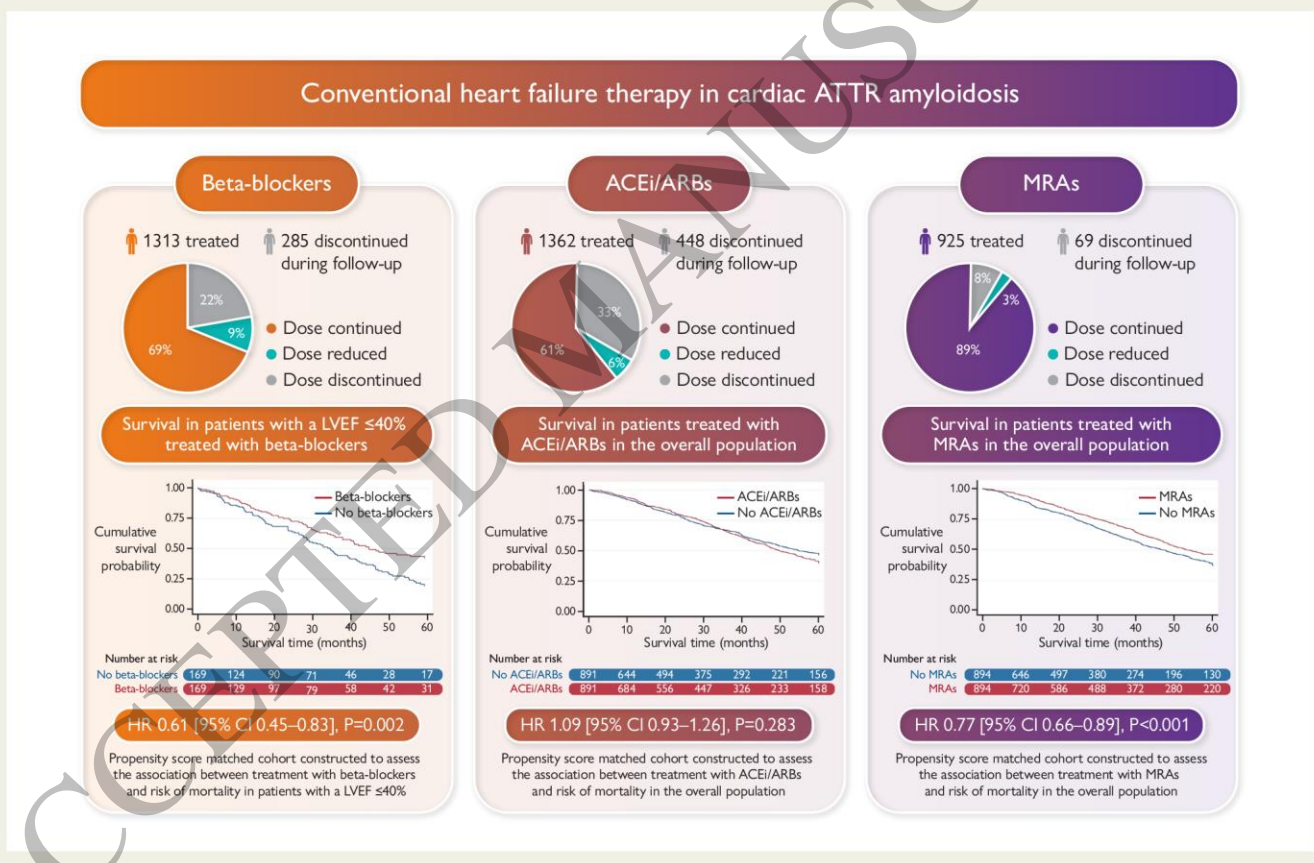 Conventional heart failure therapy in cardiac ATTR amyloidosis
Beta-blockers
1313 treated
285 discontinued
during follow-up
22%
9%
69%
Dose continued
Dose reduced
Dose discontinued
Survival in patients with a LVEF ≤40%
treated with beta-blockers
Cumulative
survival
probability
1.00
0.75
0.50
0.25
0.00
Beta-blockers
No beta-blockers
0 10 20 30 40 50 60
Survival time (months)
Number at risk
No beta-blockers 169 124 90 71 46 28 17
Beta-blockers 169 129 97 79 58 42 31
HR 0.61 [95% CI 0.45–0.83], P=0.002
Propensity score matched cohort constructed to assess
the association between treatment with beta-blockers
and risk of mortality in patients with a LVEF ≤40%
ACEi/ARBs
1362 treated
448 discontinued
during follow-up
33%
61%
6%
Dose continued
Dose reduced
Dose discontinued
Survival in patients treated with
ACEi/ARBs in the overall population
Cumulative
survival
probability
1.00
0.75
0.50
0.25
0.00
ACEi/ARBs
No ACEi/ARBs
0 10 20 30 40 50 60
Survival time (months)
Number at risk
No ACEi/ARBs 891 644 494 375 292 221 156
ACEi/ARBs 891 684 556 447 326 233 158
HR 1.09 [95% CI 0.93–1.26], P=0.283
Propensity score matched cohort constructed to assess
the association between treatment with ACEi/ARBs
and risk of mortality in the overall population
MRAs
925 treated
69 discontinued
during follow-up
8%
3%
89%
Dose continued
Dose reduced
Dose discontinued
Survival in patients treated with
MRAs in the overall population
Cumulative
survival
probability
1.00
0.75
0.50
0.25
0.00
MRAs
No MRAs
0 10 20 30 40 50 60
Survival time (months)
Number at risk
No MRAs 894 646 497 380 274 196 130
MRAs 894 720 586 488 372 280 220
HR 0.77 [95% CI 0.66–0.89], P<0.001
Propensity score matched cohort constructed to assess
the association between treatment with MRAs
and risk of mortality in the overall population
CCEPTED MANUSC